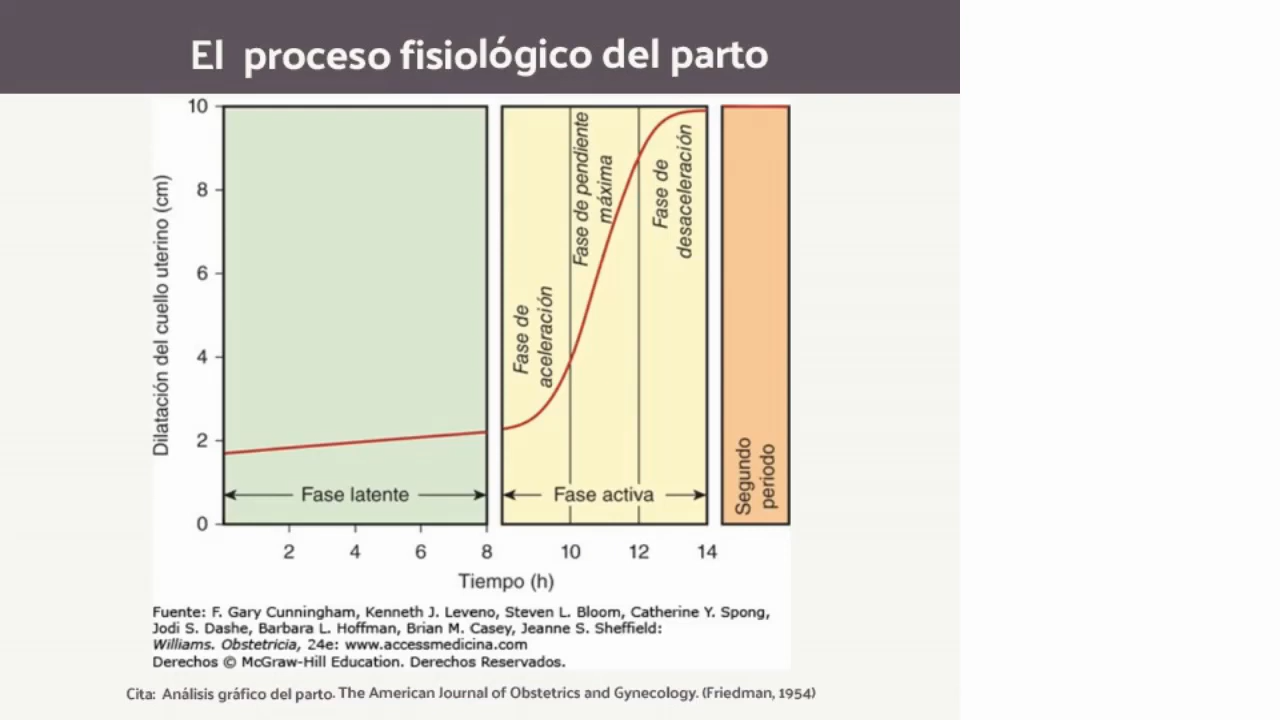 El proceso fisiológico del parto
Dilatación del cuello uterino (cm)
10
8
6
4
2
0
Fase latente
Fase de
aceleración
Fase de pendiente
máxima
Fase de
desaceleración
Fase activa
Segundo
periodo
2 4 6 8 10 12 14
Tiempo (h)
Fuente: F. Gary Cunningham, Kenneth J. Leveno, Steven L. Bloom, Catherine Y. Spong,
Jodi S. Dashe, Barbara L. Hoffman, Brian M. Casey, Jeanne S. Sheffield:
Williams. Obstetricia, 24e: www.accessmedicina.com
Derechos © McGraw-Hill Education. Derechos Reservados.
Cita: Análisis gráfico del parto. The American Journal of Obstetrics and Gynecology. (Friedman, 1954)